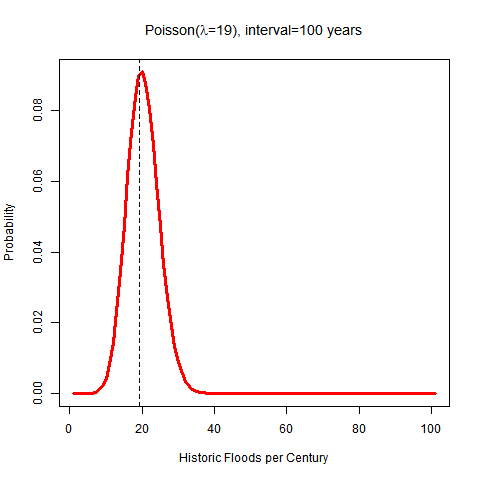 Poisson(λ=19), interval=100 years
Probability
0.08
0.06
0.04
0.02
0.00
0 20 40 60 80 100
Historic Floods per Century